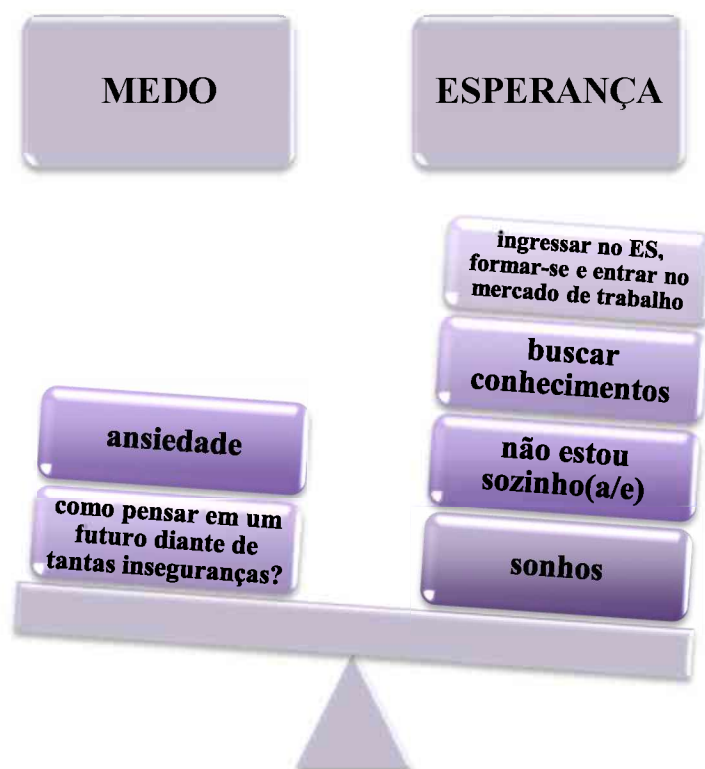 MEDO
ESPERANÇA
ingressar no ES,
formar-se e entrar no
mercado de trabalho
buscar
conhecimentos
não estou
sozinho(a/e)
sonhos
ansiedade
como pensar em um
futuro diante de
tantas inseguranças?